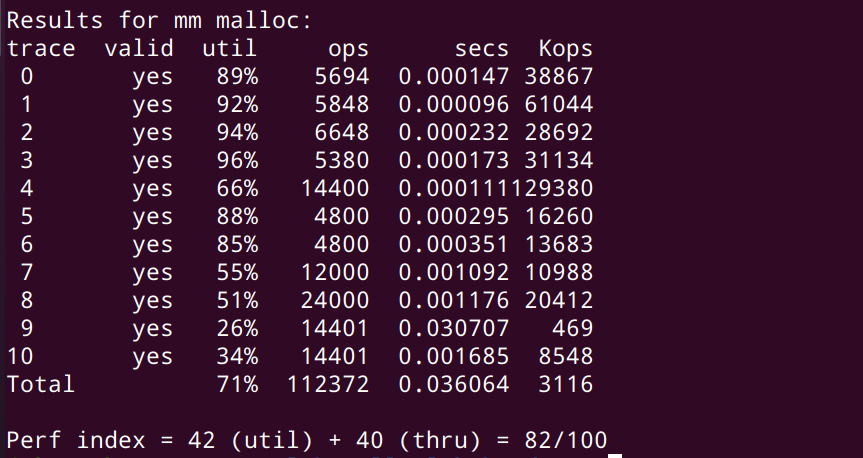 Results for mm malloc:
trace  valid  util     ops      secs  Kops
 0       yes   89%    5694  0.000147 38867
 1       yes   92%    5848  0.000096 61044
 2       yes   94%    6648  0.000232 28692
 3       yes   96%    5380  0.000173 31134
 4       yes   66%   14400  0.000111129380
 5       yes   88%    4800  0.000295 16260
 6       yes   85%    4800  0.000351 13683
 7       yes   55%   12000  0.001092 10988
 8       yes   51%   24000  0.001176 20412
 9       yes   26%   14401  0.030707   469
10       yes   34%   14401  0.001685  8548
Total          71%  112372  0.036064  3116
Perf index = 42 (util) + 40 (thru) = 82/100